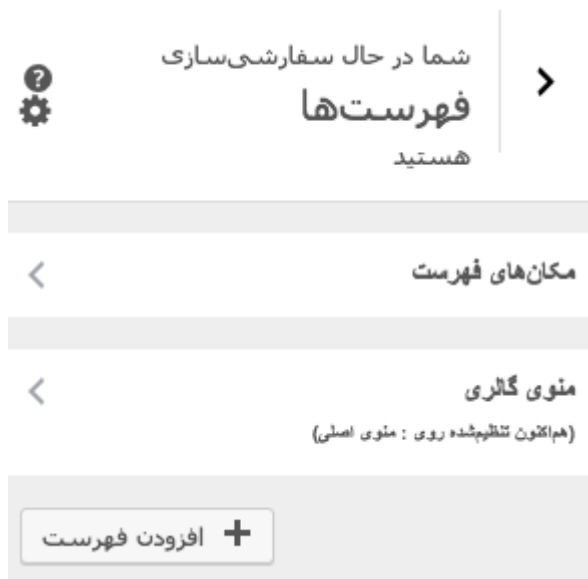 شما در حال سفارشی‌سازی
فهرست‌ها
هستید
مکان‌های فهرست
منوی گالری
(هم‌اکنون تنظیم‌شده روی : منوی اصلی)
افزودن فهرست